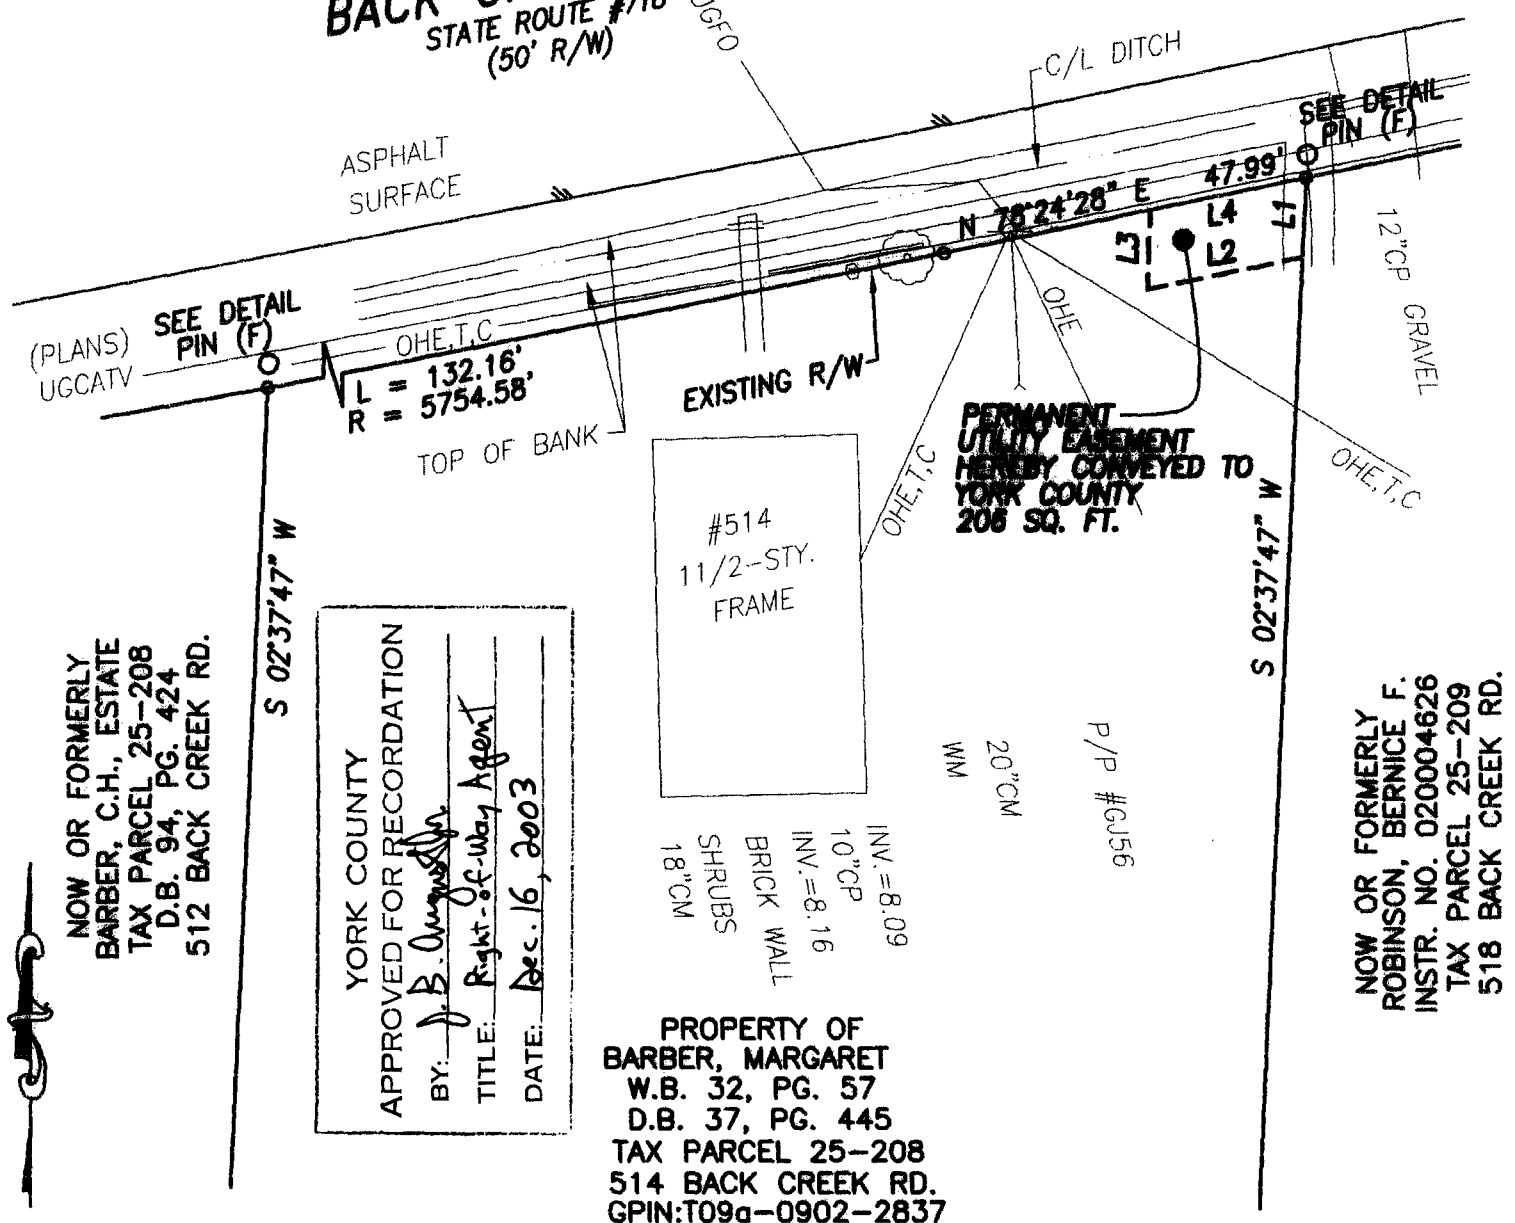 BACK
STATE ROUTE #718
(50' R/W)
OGFO
C/L DITCH
SEE DETAIL
PIN (F)
ASPHALT
SURFACE
47.99'
N 78°24'28" E
L4
L1
L3
L2
12"CP GRAVEL
(PLANS)
UGCATV
SEE DETAIL
PIN (F)
OHE,T,C
L = 132.16'
R = 5754.58'
TOP OF BANK
EXISTING R/W
OHE
PERMANENT
UTILITY EASEMENT
HEREBY CONVEYED TO
YORK COUNTY
206 SQ. FT.
OHE,T,C
OHE,T,C
#514
11/2-STY.
FRAME
S 02°37'47" W
S 02°37'47" W
NOW OR FORMERLY
BARBER, C.H., ESTATE
TAX PARCEL 25-208
D.B. 94, PG. 424
512 BACK CREEK RD.
YORK COUNTY
APPROVED FOR RECORDATION
BY: J. B.
TITLE: Right-of-Way Agent
DATE: Dec. 16, 2003
P/P #GJ56
20"CM
WM
INV.=8.09
10"CP
INV.=8.16
BRICK WALL
SHRUBS
18"CM
NOW OR FORMERLY
ROBINSON, BERNICE F.
INSTR. NO. 020004626
TAX PARCEL 25-209
518 BACK CREEK RD.
PROPERTY OF
BARBER, MARGARET
W.B. 32, PG. 57
D.B. 37, PG. 445
TAX PARCEL 25-208
514 BACK CREEK RD.
GPIN:T09a-0902-2837